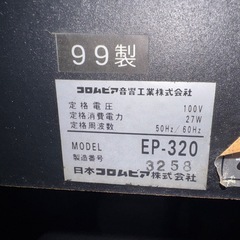 99製
コロムビア音響工業株式会社
定格電圧 100V
定格消費電力 27W
定格周波数 50Hz/60Hz
MODEL EP-320
製造番号 3258
日本コロムビア株式会社